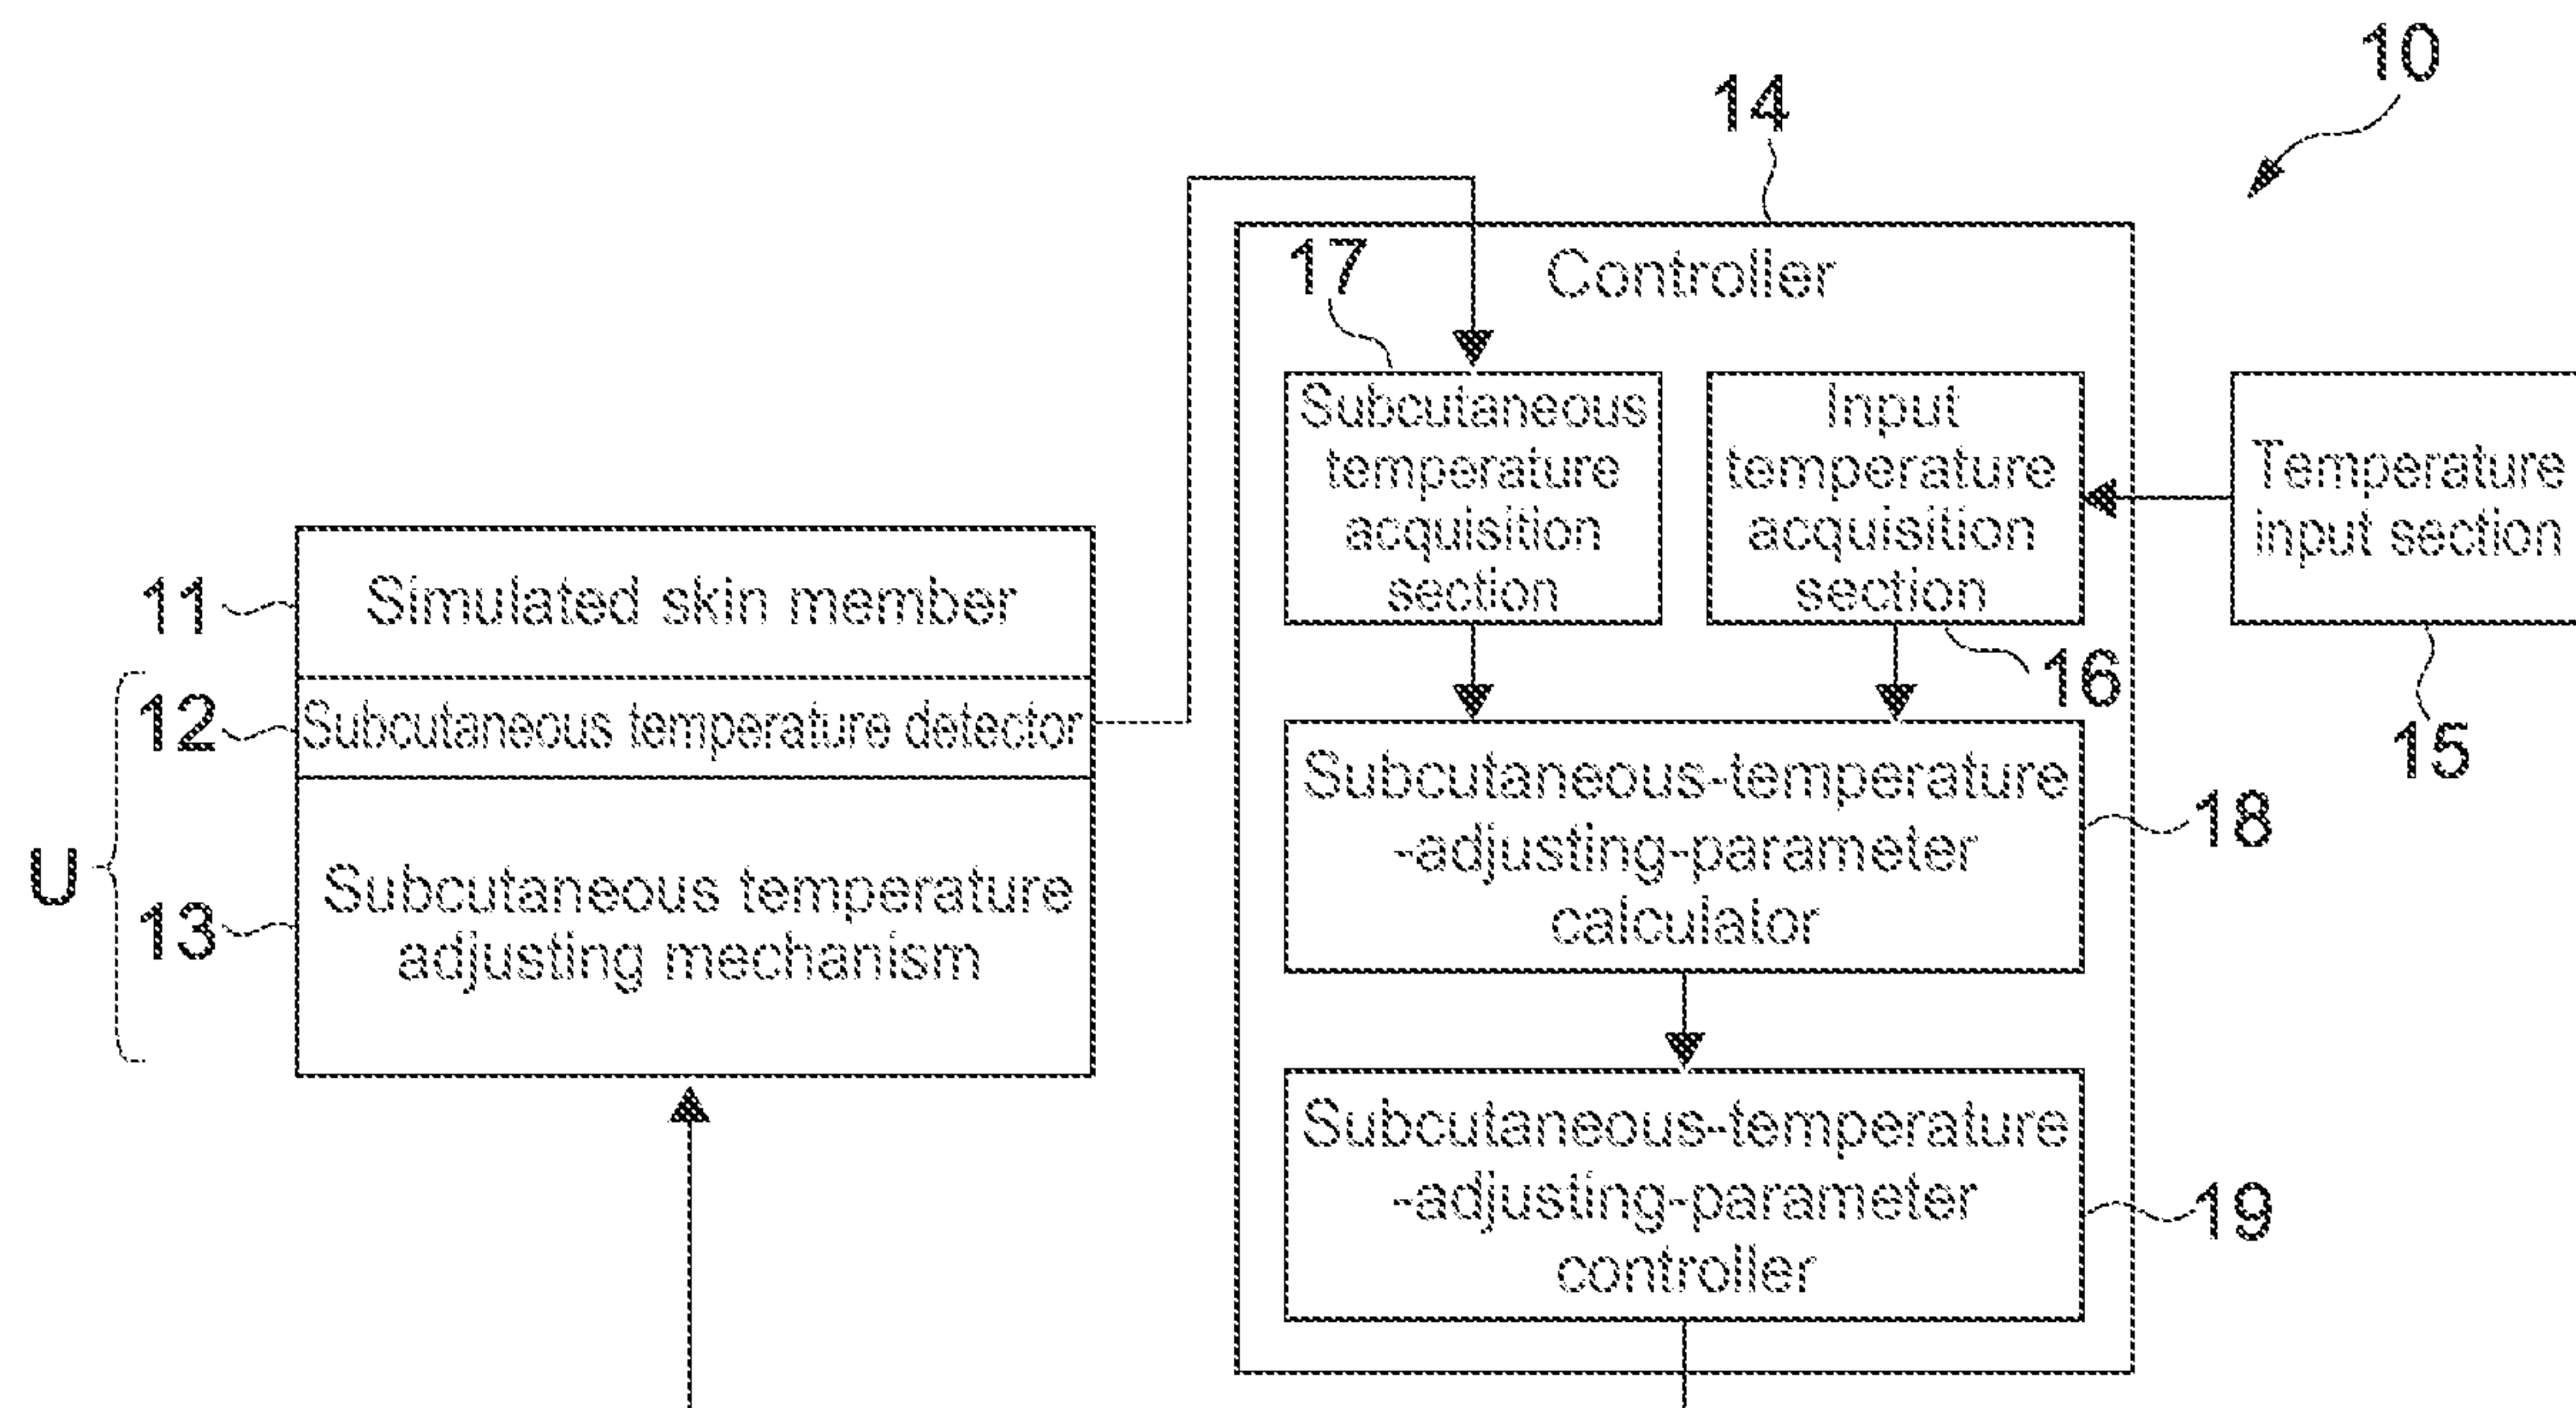 10
14
17
Controller
Subcutaneous
temperature
acquisition
section
Input
temperature
acquisition
section
Temperature
input section
11
Simulated skin member
16
12
Subcutaneous temperature detector
15
Subcutaneous-temperature
-adjusting-parameter
calculator
18
U
13
Subcutaneous temperature
adjusting mechanism
Subcutaneous-temperature
-adjusting-parameter
controller
19